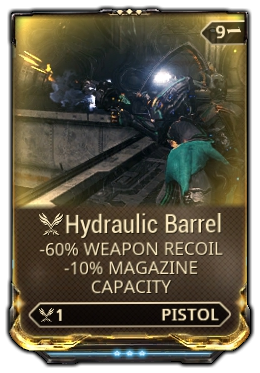 9
Hydraulic Barrel
-60% WEAPON RECOIL
-10% MAGAZINE
CAPACITY
1 PISTOL